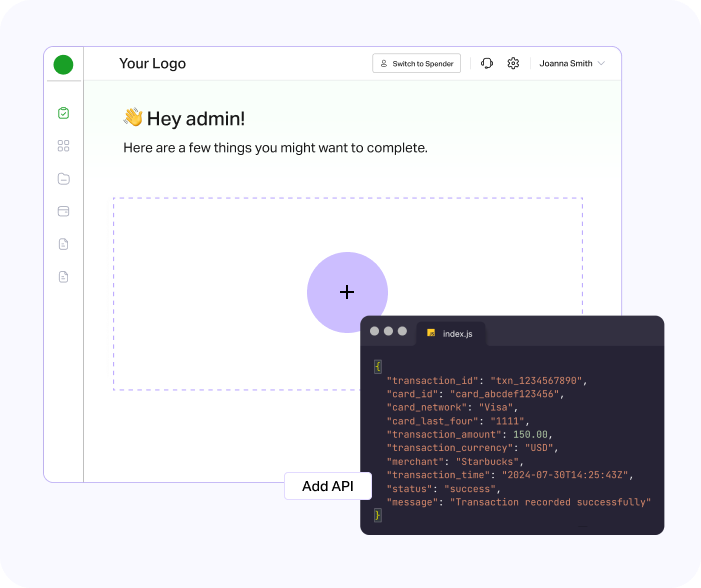 Your Logo
Switch to Spender
Joanna Smith
👋 Hey admin!
Here are a few things you might want to complete.
+
index.js
{
"transaction_id": "txn_1234567890",
"card_id": "card_abcdef123456",
"card_network": "Visa",
"card_last_four": "1111",
"transaction_amount": 150.00,
"transaction_currency": "USD",
"merchant": "Starbucks",
"transaction_time": "2024-07-30T14:25:43Z",
"status": "success",
"message": "Transaction recorded successfully"
}
Add API